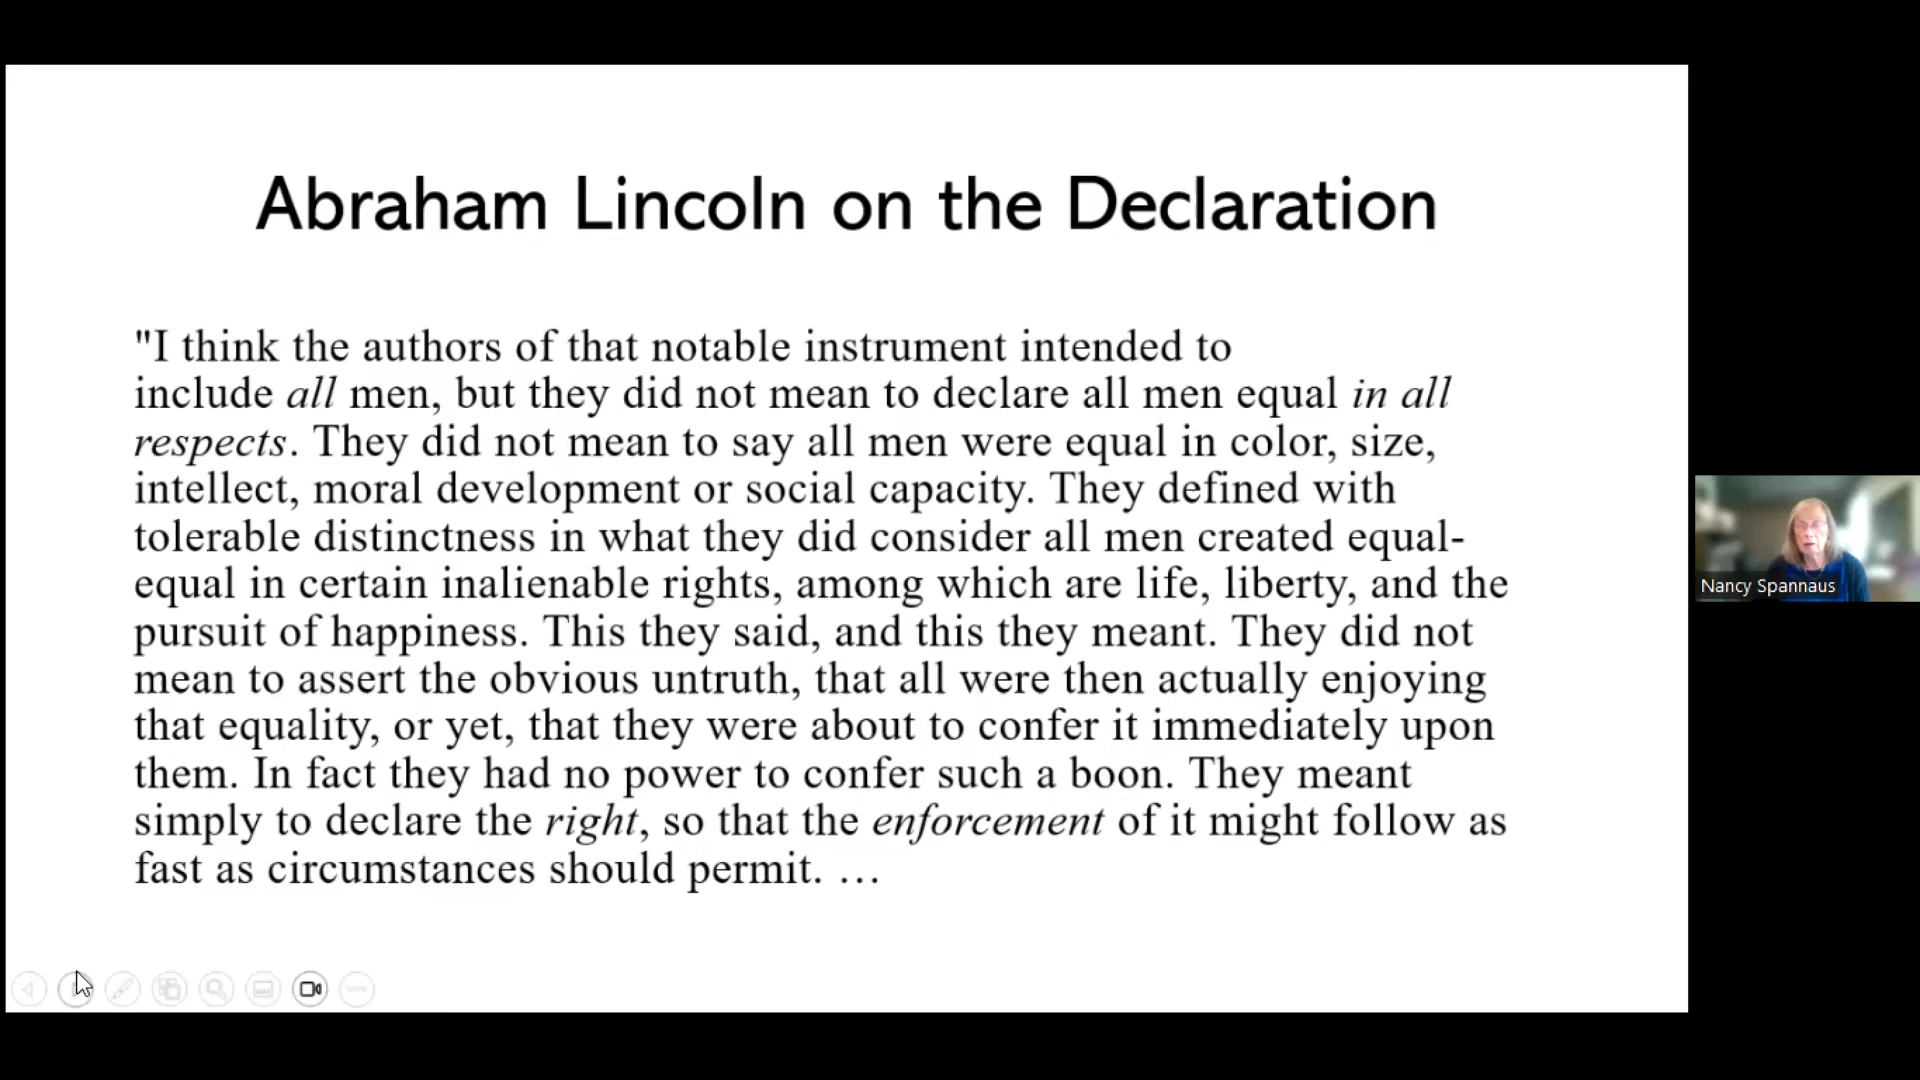 Abraham Lincoln on the Declaration
"I think the authors of that notable instrument intended to
include all men, but they did not mean to declare all men equal in all
respects. They did not mean to say all men were equal in color, size,
intellect, moral development or social capacity. They defined with
tolerable distinctness in what they did consider all men created equal-
equal in certain inalienable rights, among which are life, liberty, and the
pursuit of happiness. This they said, and this they meant. They did not
mean to assert the obvious untruth, that all were then actually enjoying
that equality, or yet, that they were about to confer it immediately upon
them. In fact they had no power to confer such a boon. They meant
simply to declare the right, so that the enforcement of it might follow as
fast as circumstances should permit. …
Nancy Spannaus